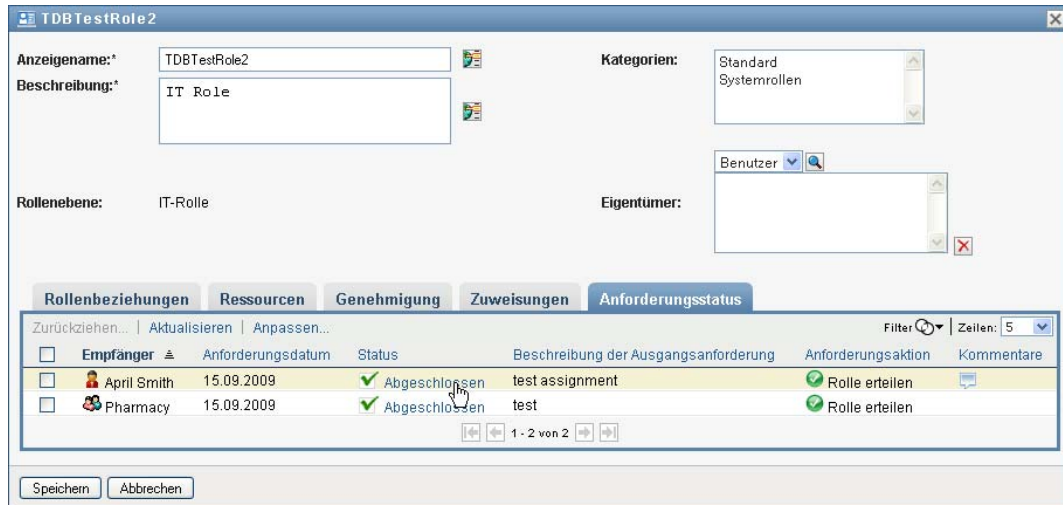 TDBTestRole2
Anzeigename:* TDBTestRole2 Kategorien: Standard
Systemrollen
Beschreibung:* IT Role
Benutzer
Rollenebene: IT-Rolle Eigentümer:
Rollenbeziehungen Ressourcen Genehmigung Zuweisungen Anforderungsstatus
Zurückziehen... | Aktualisieren | Anpassen... Filter Zeilen: 5
Empfänger Anforderungsdatum Status Beschreibung der Ausgangsanforderung Anforderungsaktion Kommentare
April Smith 15.09.2009 Abgeschlossen test assignment Rolle erteilen
Pharmacy 15.09.2009 Abgeschlossen test Rolle erteilen
1 - 2 von 2
Speichern Abbrechen